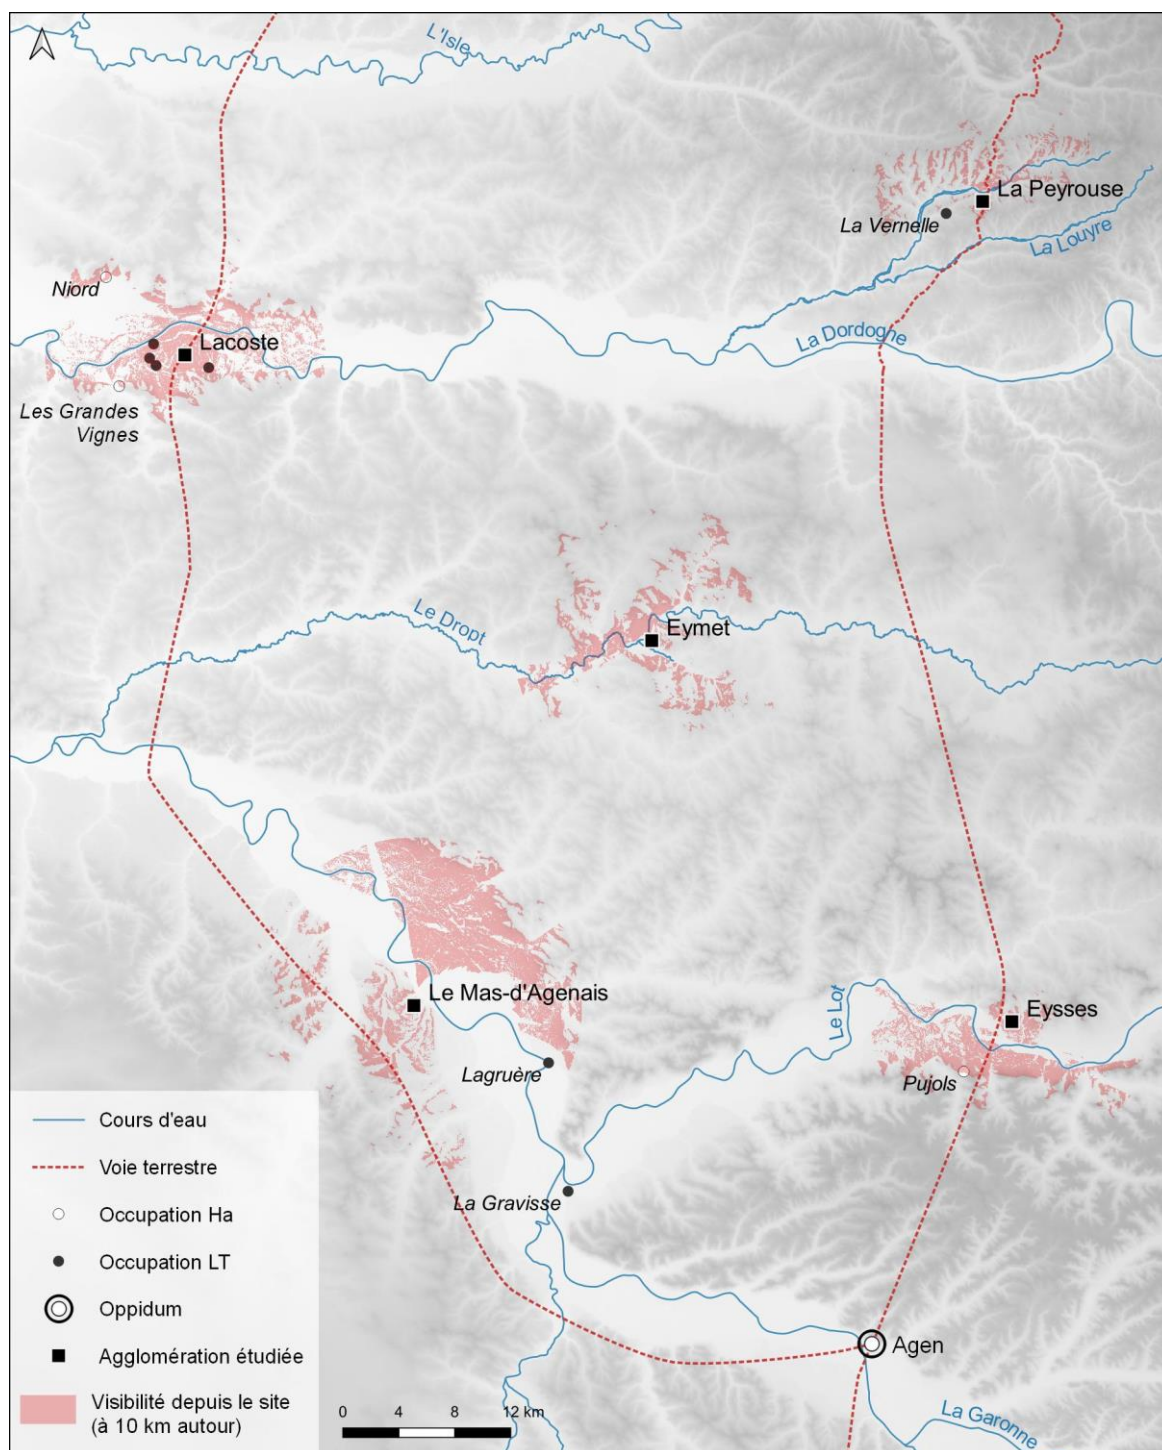 L'Isle
La Peyrouse
La Vernelle
La Louyre
Niord
Lacoste
La Dordogne
Les Grandes
Vignes
Le Dropt
Eymet
Le Mas-d'Agenais
Le Lot
Eysses
Lagruère
Pujols
La Gravisse
Agen
La Garonne
Cours d'eau
Voie terrestre
Occupation Ha
Occupation LT
Oppidum
Agglomération étudiée
Visibilité depuis le site
(à 10 km autour)
0 4 8 12 km